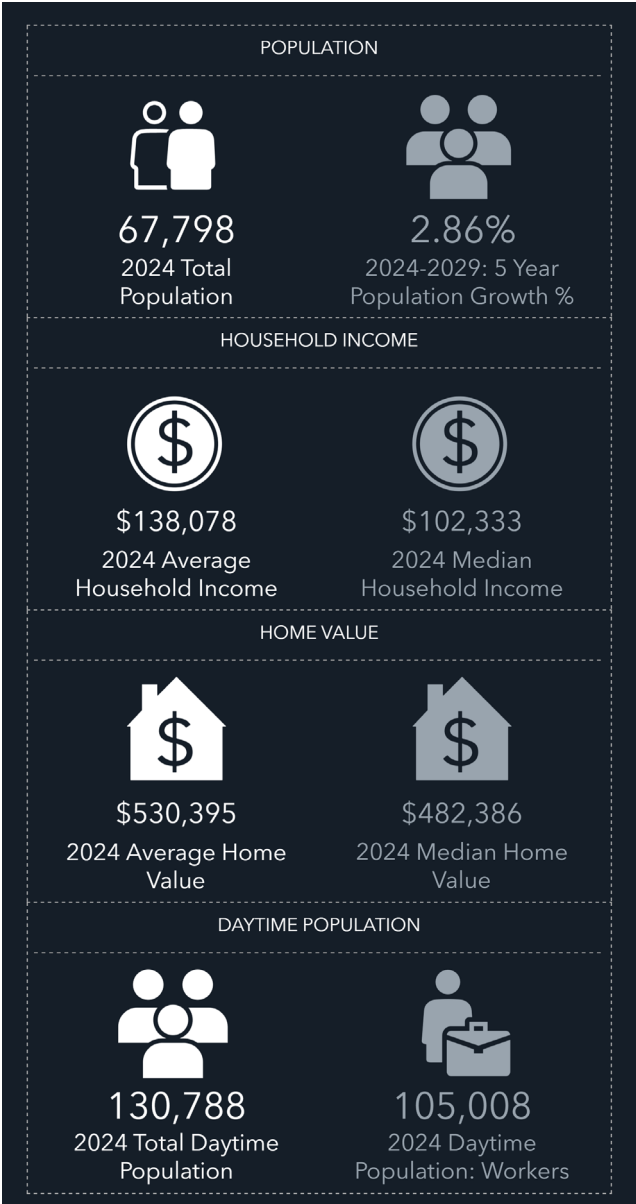 POPULATION
67,798
2024 Total
Population
2.86%
2024-2029: 5 Year
Population Growth %
HOUSEHOLD INCOME
$
$138,078
2024 Average
Household Income
$
$102,333
2024 Median
Household Income
HOME VALUE
$
$530,395
2024 Average Home
Value
$
$482,386
2024 Median Home
Value
DAYTIME POPULATION
130,788
2024 Total Daytime
Population
105,008
2024 Daytime
Population: Workers